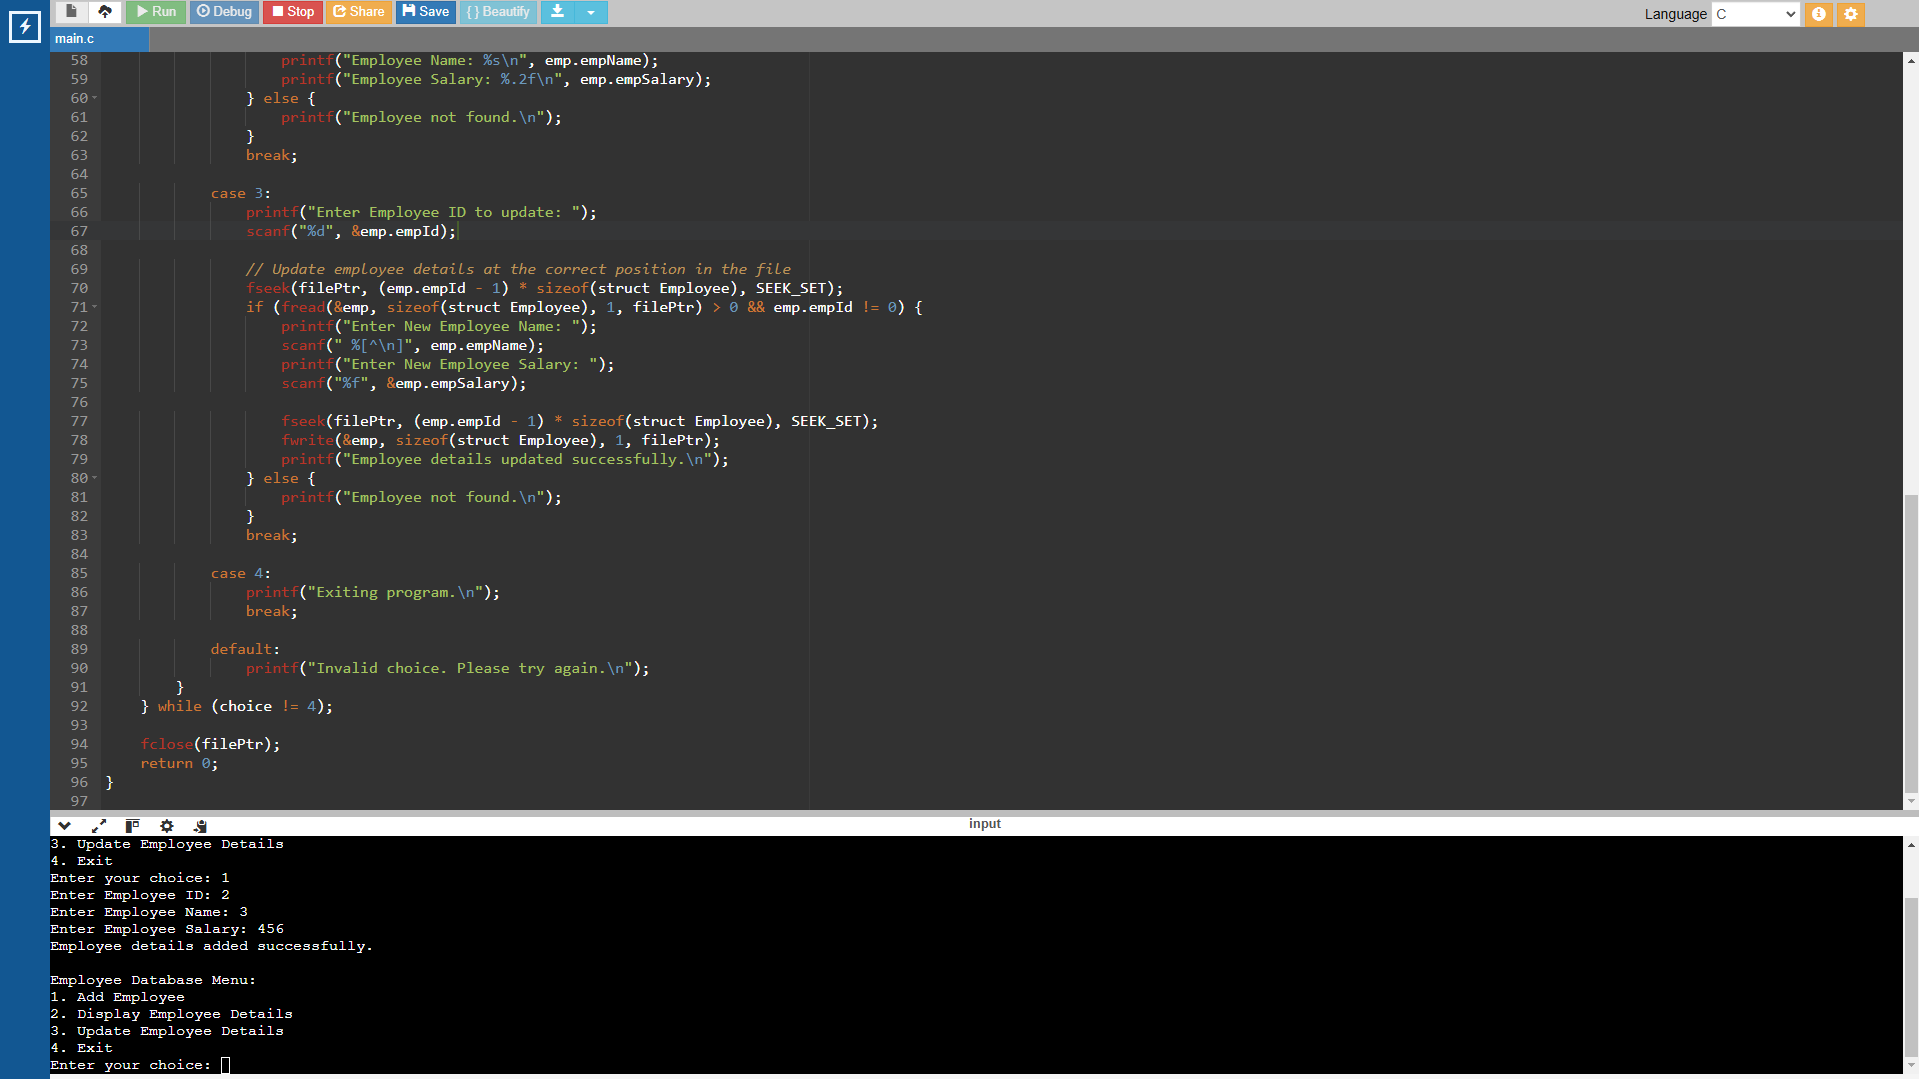 Run Debug Stop Share Save { } Beautify Language C
main.c
58 printf("Employee Name: %s\n", emp.empName);
59 printf("Employee Salary: %.2f\n", emp.empSalary);
60 } else {
61 printf("Employee not found.\n");
62 }
63 break;
64
65 case 3:
66 printf("Enter Employee ID to update: ");
67 scanf("%d", &emp.empId);
68
69 // Update employee details at the correct position in the file
70 fseek(filePtr, (emp.empId - 1) * sizeof(struct Employee), SEEK_SET);
71 if (fread(&emp, sizeof(struct Employee), 1, filePtr) > 0 && emp.empId != 0) {
72 printf("Enter New Employee Name: ");
73 scanf(" %[^\n]", emp.empName);
74 printf("Enter New Employee Salary: ");
75 scanf("%f", &emp.empSalary);
76
77 fseek(filePtr, (emp.empId - 1) * sizeof(struct Employee), SEEK_SET);
78 fwrite(&emp, sizeof(struct Employee), 1, filePtr);
79 printf("Employee details updated successfully.\n");
80 } else {
81 printf("Employee not found.\n");
82 }
83 break;
84
85 case 4:
86 printf("Exiting program.\n");
87 break;
88
89 default:
90 printf("Invalid choice. Please try again.\n");
91 }
92 } while (choice != 4);
93
94 fclose(filePtr);
95 return 0;
96 }
97
input
3. Update Employee Details
4. Exit
Enter your choice: 1
Enter Employee ID: 2
Enter Employee Name: 3
Enter Employee Salary: 456
Employee details added successfully.
Employee Database Menu:
1. Add Employee
2. Display Employee Details
3. Update Employee Details
4. Exit
Enter your choice: